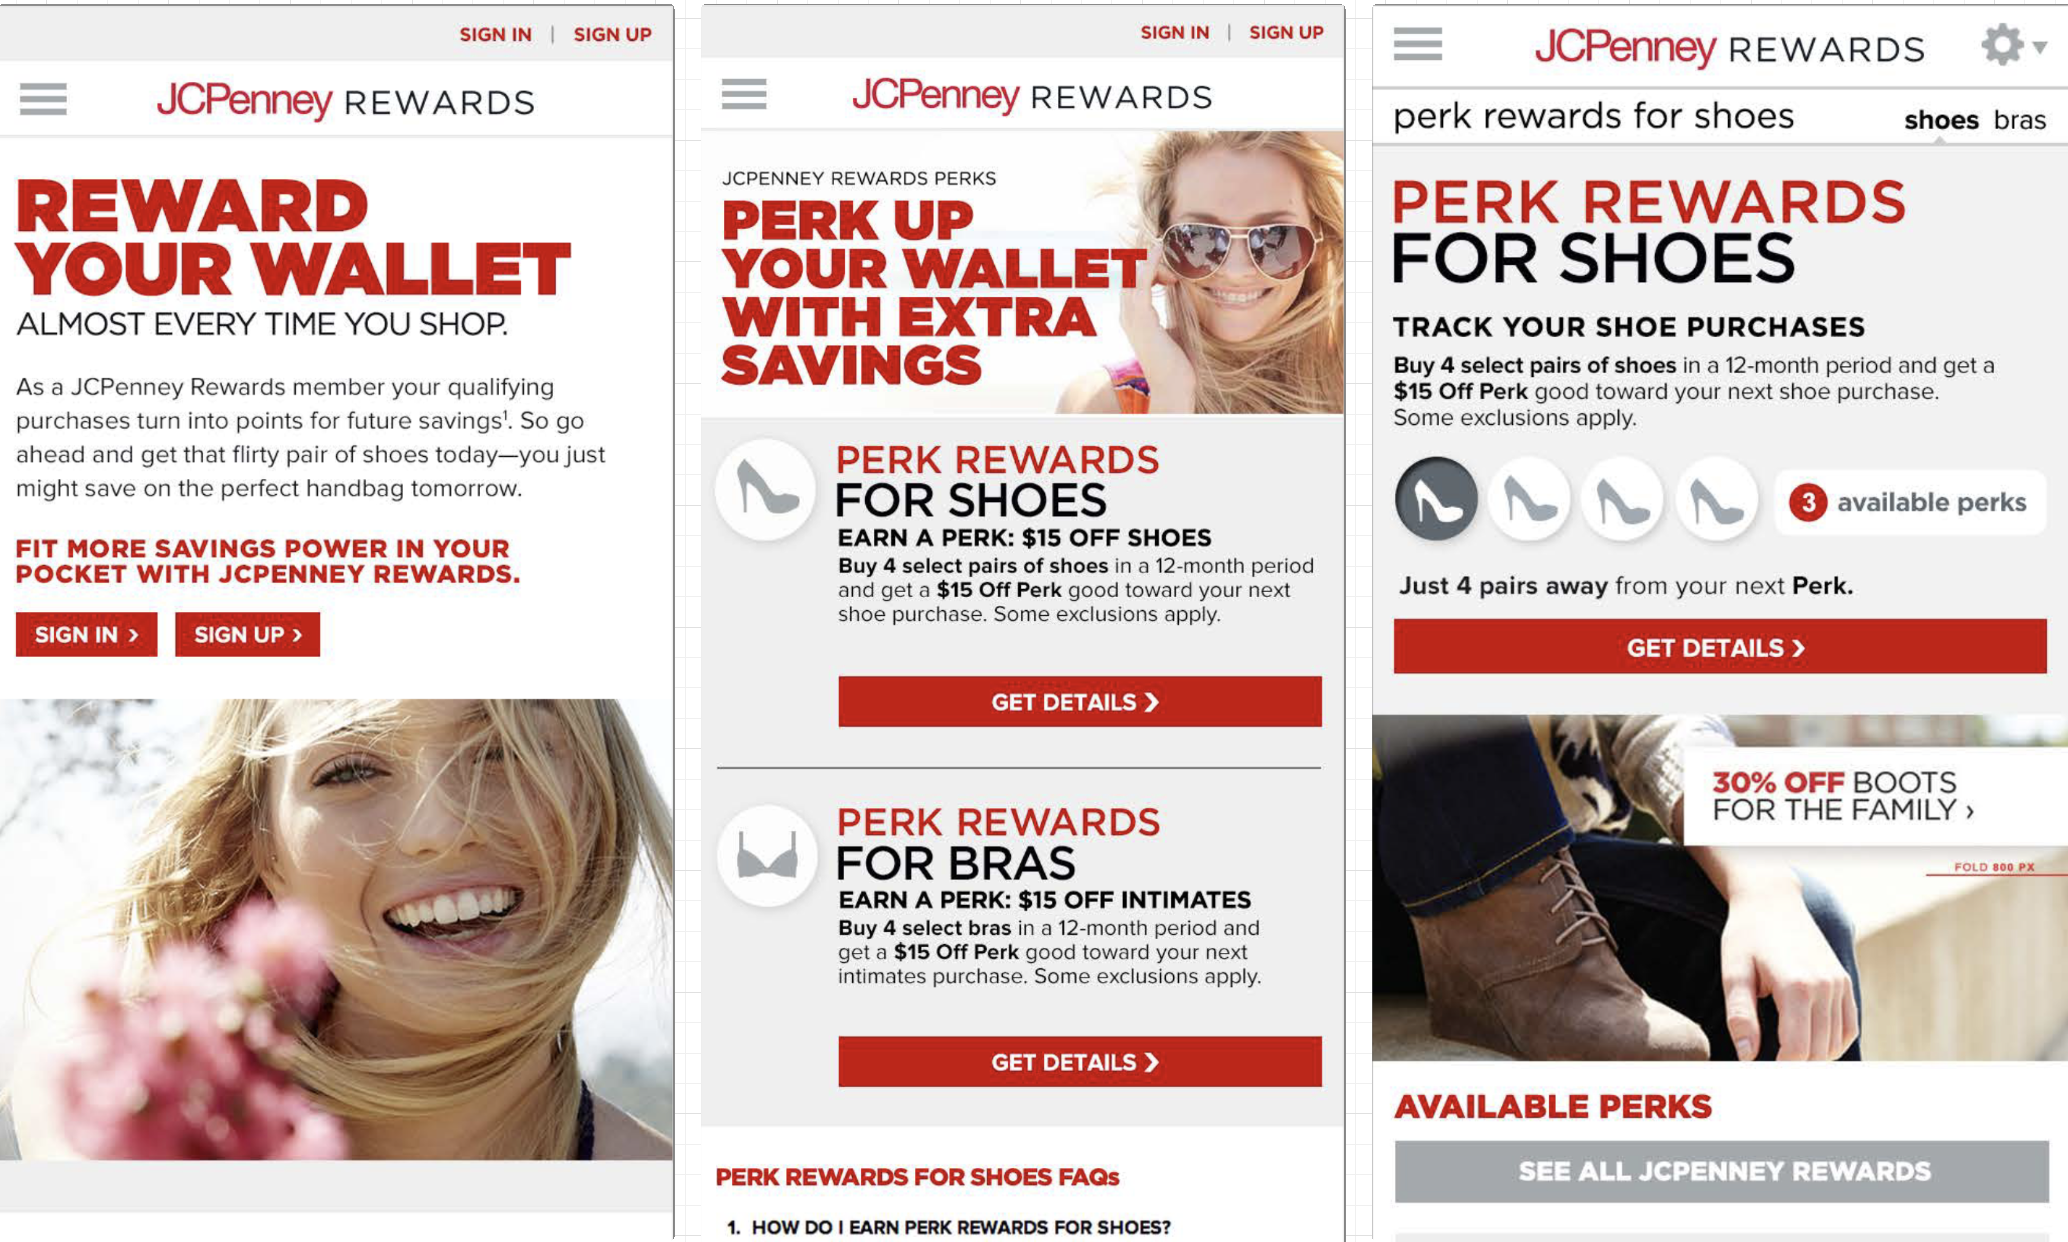 SIGN IN | SIGN UP
JCPenney REWARDS
REWARD
YOUR WALLET
ALMOST EVERY TIME YOU SHOP.
As a JCPenney Rewards member your qualifying
purchases turn into points for future savings¹. So go
ahead and get that flirty pair of shoes today—you just
might save on the perfect handbag tomorrow.
FIT MORE SAVINGS POWER IN YOUR
POCKET WITH JCPENNEY REWARDS.
SIGN IN › SIGN UP ›
SIGN IN | SIGN UP
JCPenney REWARDS
JCPENNEY REWARDS PERKS
PERK UP
YOUR WALLET
WITH EXTRA
SAVINGS
PERK REWARDS
FOR SHOES
EARN A PERK: $15 OFF SHOES
Buy 4 select pairs of shoes in a 12-month period
and get a $15 Off Perk good toward your next
shoe purchase. Some exclusions apply.
GET DETAILS ›
PERK REWARDS
FOR BRAS
EARN A PERK: $15 OFF INTIMATES
Buy 4 select bras in a 12-month period and
get a $15 Off Perk good toward your next
intimates purchase. Some exclusions apply.
GET DETAILS ›
PERK REWARDS FOR SHOES FAQs
1. HOW DO I EARN PERK REWARDS FOR SHOES?
JCPenney REWARDS
perk rewards for shoes shoes bras
PERK REWARDS
FOR SHOES
TRACK YOUR SHOE PURCHASES
Buy 4 select pairs of shoes in a 12-month period and get a
$15 Off Perk good toward your next shoe purchase.
Some exclusions apply.
3 available perks
Just 4 pairs away from your next Perk.
GET DETAILS ›
30% OFF BOOTS
FOR THE FAMILY ›
FOLD 800 PX
AVAILABLE PERKS
SEE ALL JCPENNEY REWARDS